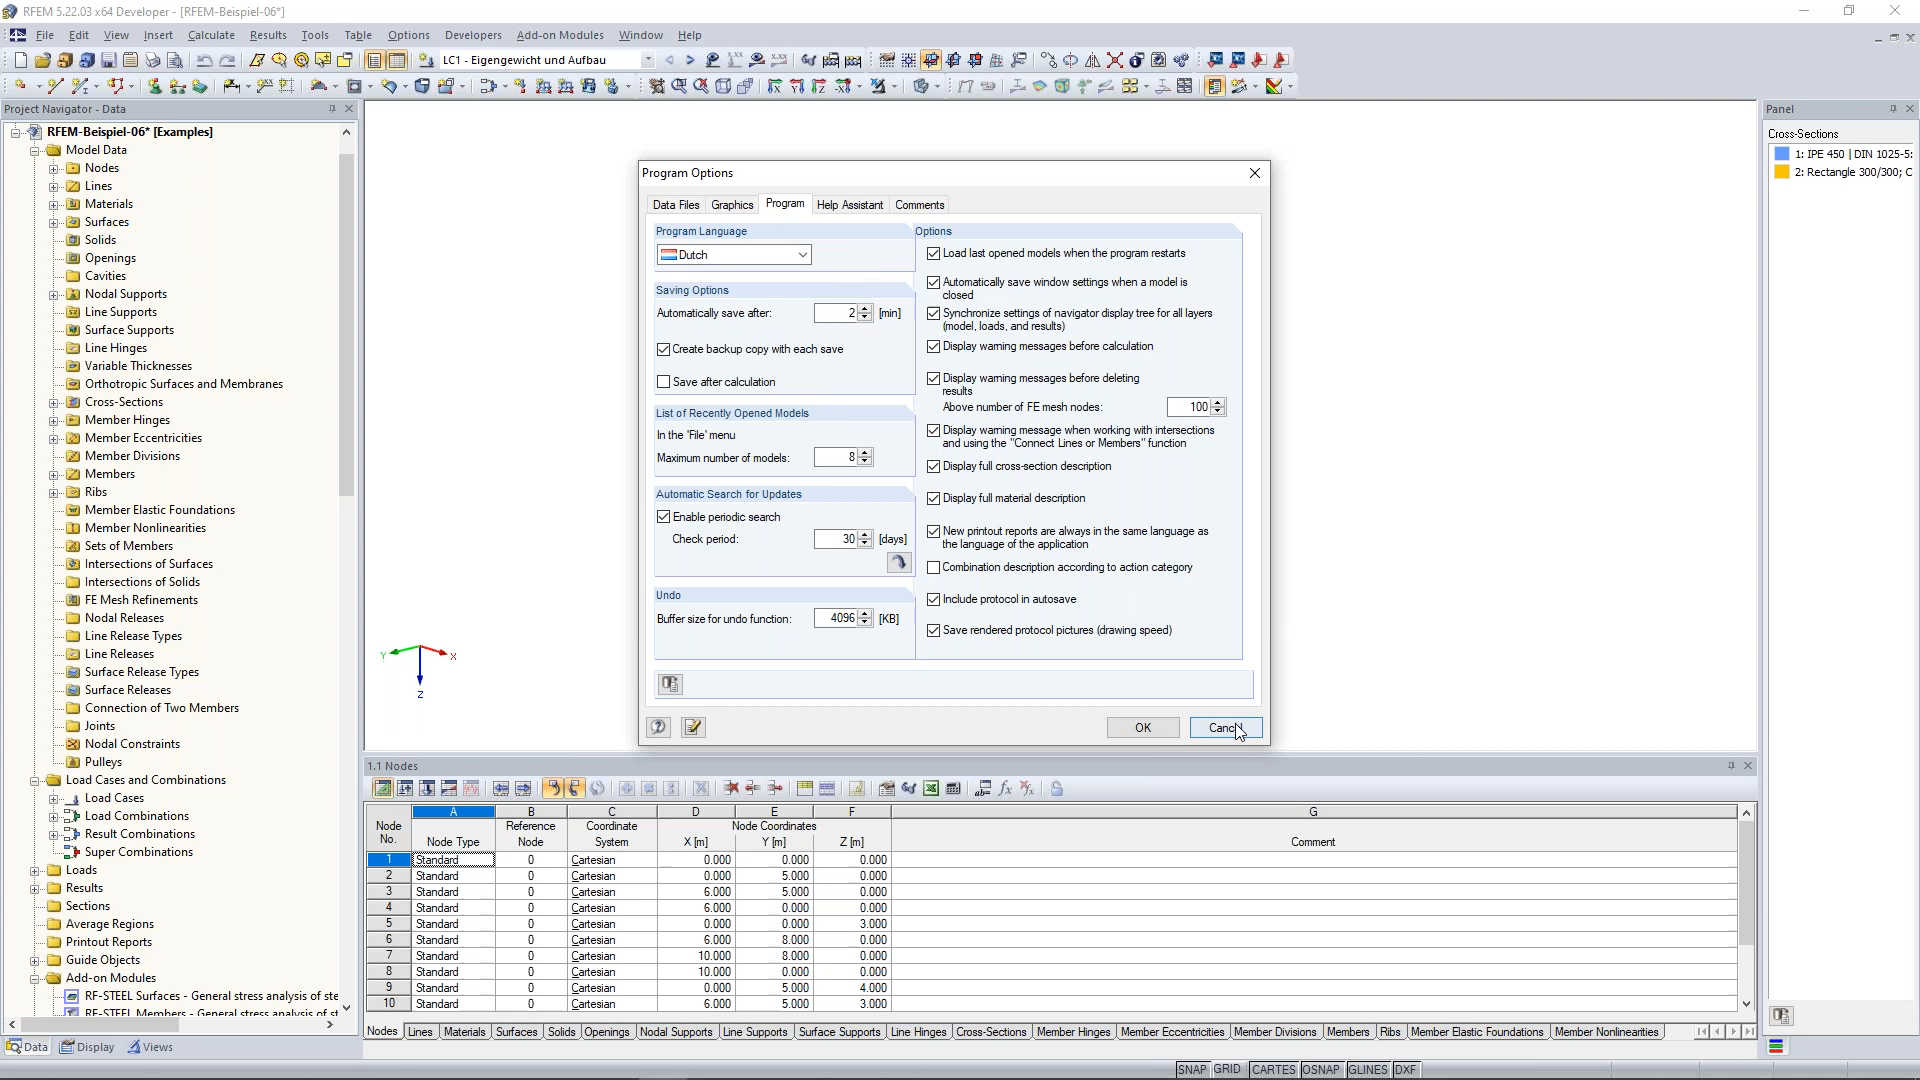 RFEM 5.22.03 x64 Developer - [RFEM-Beispiel-06*]
File Edit View Insert Calculate Results Tools Table Options Developers Add-on Modules Window Help
LC1 - Eigengewicht und Aufbau
Project Navigator - Data
RFEM-Beispiel-06* [Examples]
Model Data
Nodes
Lines
Materials
Surfaces
Solids
Openings
Cavities
Nodal Supports
Line Supports
Surface Supports
Line Hinges
Variable Thicknesses
Orthotropic Surfaces and Membranes
Cross-Sections
Member Hinges
Member Eccentricities
Member Divisions
Members
Ribs
Member Elastic Foundations
Member Nonlinearities
Sets of Members
Intersections of Surfaces
Intersections of Solids
FE Mesh Refinements
Nodal Releases
Line Release Types
Line Releases
Surface Release Types
Surface Releases
Connection of Two Members
Joints
Nodal Constraints
Pulleys
Load Cases and Combinations
Load Cases
Load Combinations
Result Combinations
Super Combinations
Loads
Results
Sections
Average Regions
Printout Reports
Guide Objects
Add-on Modules
RF-STEEL Surfaces - General stress analysis of ste
RF-STEEL Members - General stress analysis of st
Data Display Views
Y X
Z
Program Options
Data Files Graphics Program Help Assistant Comments
Program Language
Dutch
Saving Options
Automatically save after: 2 [min]
Create backup copy with each save
Save after calculation
List of Recently Opened Models
In the 'File' menu
Maximum number of models: 8
Automatic Search for Updates
Enable periodic search
Check period: 30 [days]
Undo
Buffer size for undo function: 4096 [KB]
Options
Load last opened models when the program restarts
Automatically save window settings when a model is
closed
Synchronize settings of navigator display tree for all layers
(model, loads, and results)
Display warning messages before calculation
Display warning messages before deleting
results
Above number of FE mesh nodes: 100
Display warning message when working with intersections
and using the "Connect Lines or Members" function
Display full cross-section description
Display full material description
New printout reports are always in the same language as
the language of the application
Combination description according to action category
Include protocol in autosave
Save rendered protocol pictures (drawing speed)
OK Cancel
Panel
Cross-Sections
1: IPE 450 | DIN 1025-5:
2: Rectangle 300/300; C
1.1 Nodes
A B C D E F G
Node Reference Coordinate Node Coordinates
No. Node Type Node System X [m] Y [m] Z [m] Comment
1 Standard 0 Cartesian 0.000 0.000 0.000
2 Standard 0 Cartesian 0.000 5.000 0.000
3 Standard 0 Cartesian 6.000 5.000 0.000
4 Standard 0 Cartesian 6.000 0.000 0.000
5 Standard 0 Cartesian 0.000 0.000 3.000
6 Standard 0 Cartesian 6.000 8.000 0.000
7 Standard 0 Cartesian 10.000 8.000 0.000
8 Standard 0 Cartesian 10.000 0.000 0.000
9 Standard 0 Cartesian 0.000 5.000 4.000
10 Standard 0 Cartesian 6.000 5.000 3.000
Nodes Lines Materials Surfaces Solids Openings Nodal Supports Line Supports Surface Supports Line Hinges Cross-Sections Member Hinges Member Eccentricities Member Divisions Members Ribs Member Elastic Foundations Member Nonlinearities
SNAP GRID CARTES OSNAP GLINES DXF